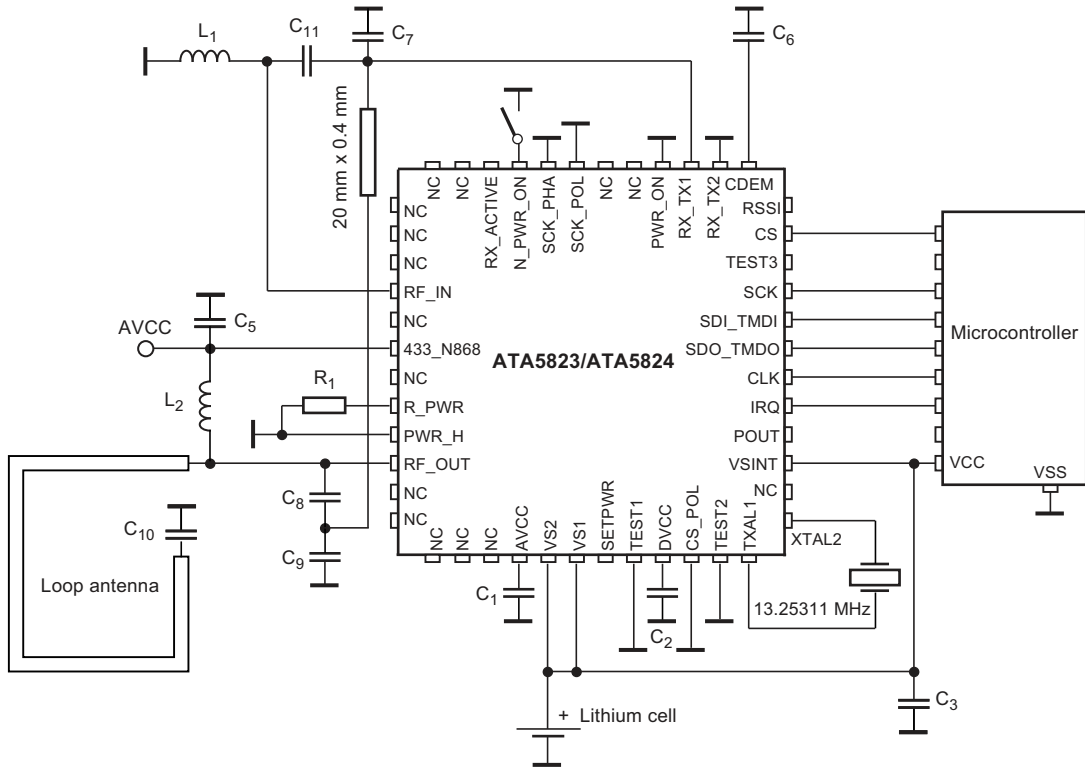 L1
C11
C7
C6
20 mm x 0.4 mm
NC
NC
RX_ACTIVE
N_PWR_ON
SCK_PHA
SCK_POL
NC
NC
PWR_ON
RX_TX1
RX_TX2
CDEM
NC
NC
NC
RF_IN
NC
433_N868
NC
R_PWR
PWR_H
RF_OUT
NC
NC
RSSI
CS
TEST3
SCK
SDI_TMDI
SDO_TMDO
CLK
IRQ
POUT
VSINT
NC
XTAL2
ATA5823/ATA5824
Microcontroller
VCC
VSS
AVCC
C5
L2
R1
C8
C9
C10
Loop antenna
NC
NC
NC
AVCC
VS2
VS1
SETPWR
TEST1
DVCC
CS_POL
TEST2
TXAL1
13.25311 MHz
C1
C2
C3
+ Lithium cell